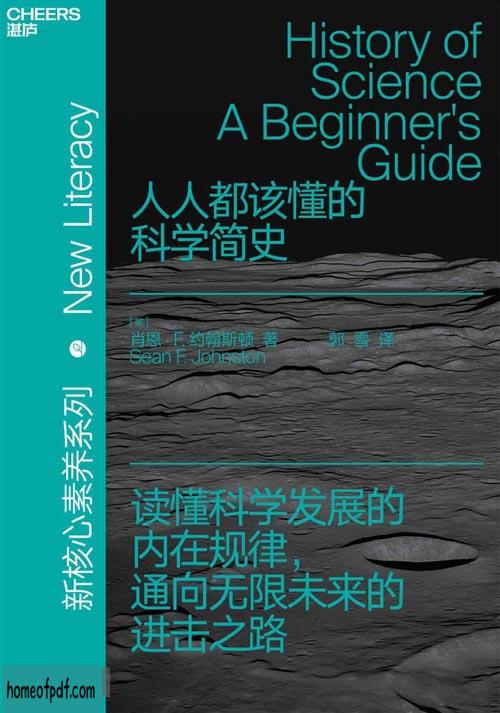 CHEERS
湛庐
History of
Science
A Beginner's
Guide
人人都该懂的
科学简史
[英]
肖恩·F.约翰斯顿 著 郭 雪 译
Sean F. Johnston
读懂科学发展的
内在规律，
通向无限未来的
进击之路
新核心素养系列 New Literacy
homeofpdf.com